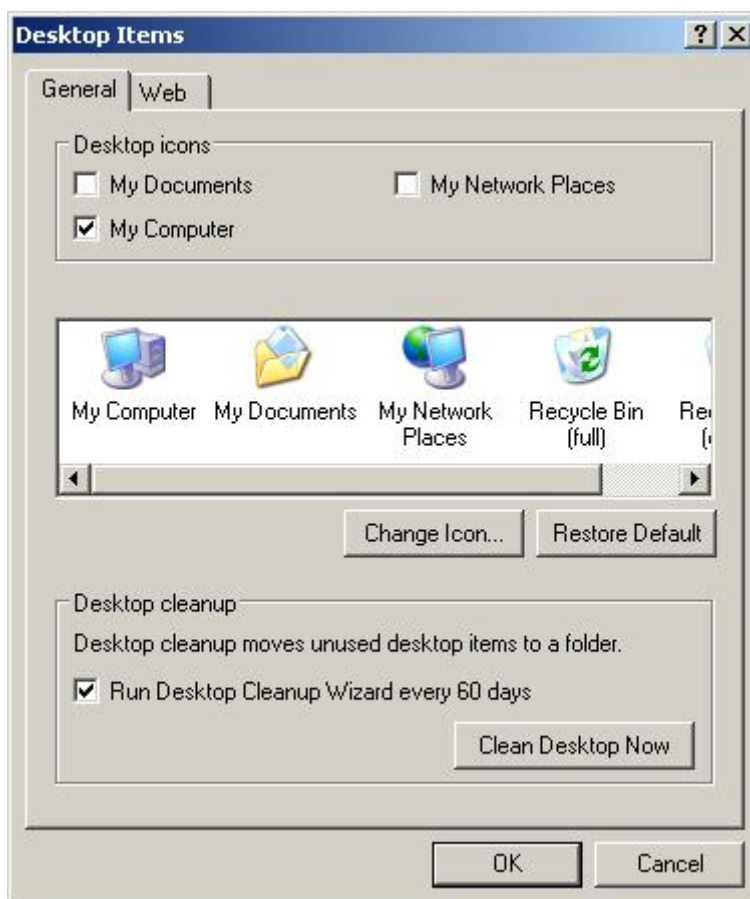 Desktop Items
General Web
Desktop icons
My Documents My Network Places
My Computer
My Computer My Documents My Network Recycle Bin
Places (full)
Change Icon... Restore Default
Desktop cleanup
Desktop cleanup moves unused desktop items to a folder.
Run Desktop Cleanup Wizard every 60 days
Clean Desktop Now
OK Cancel